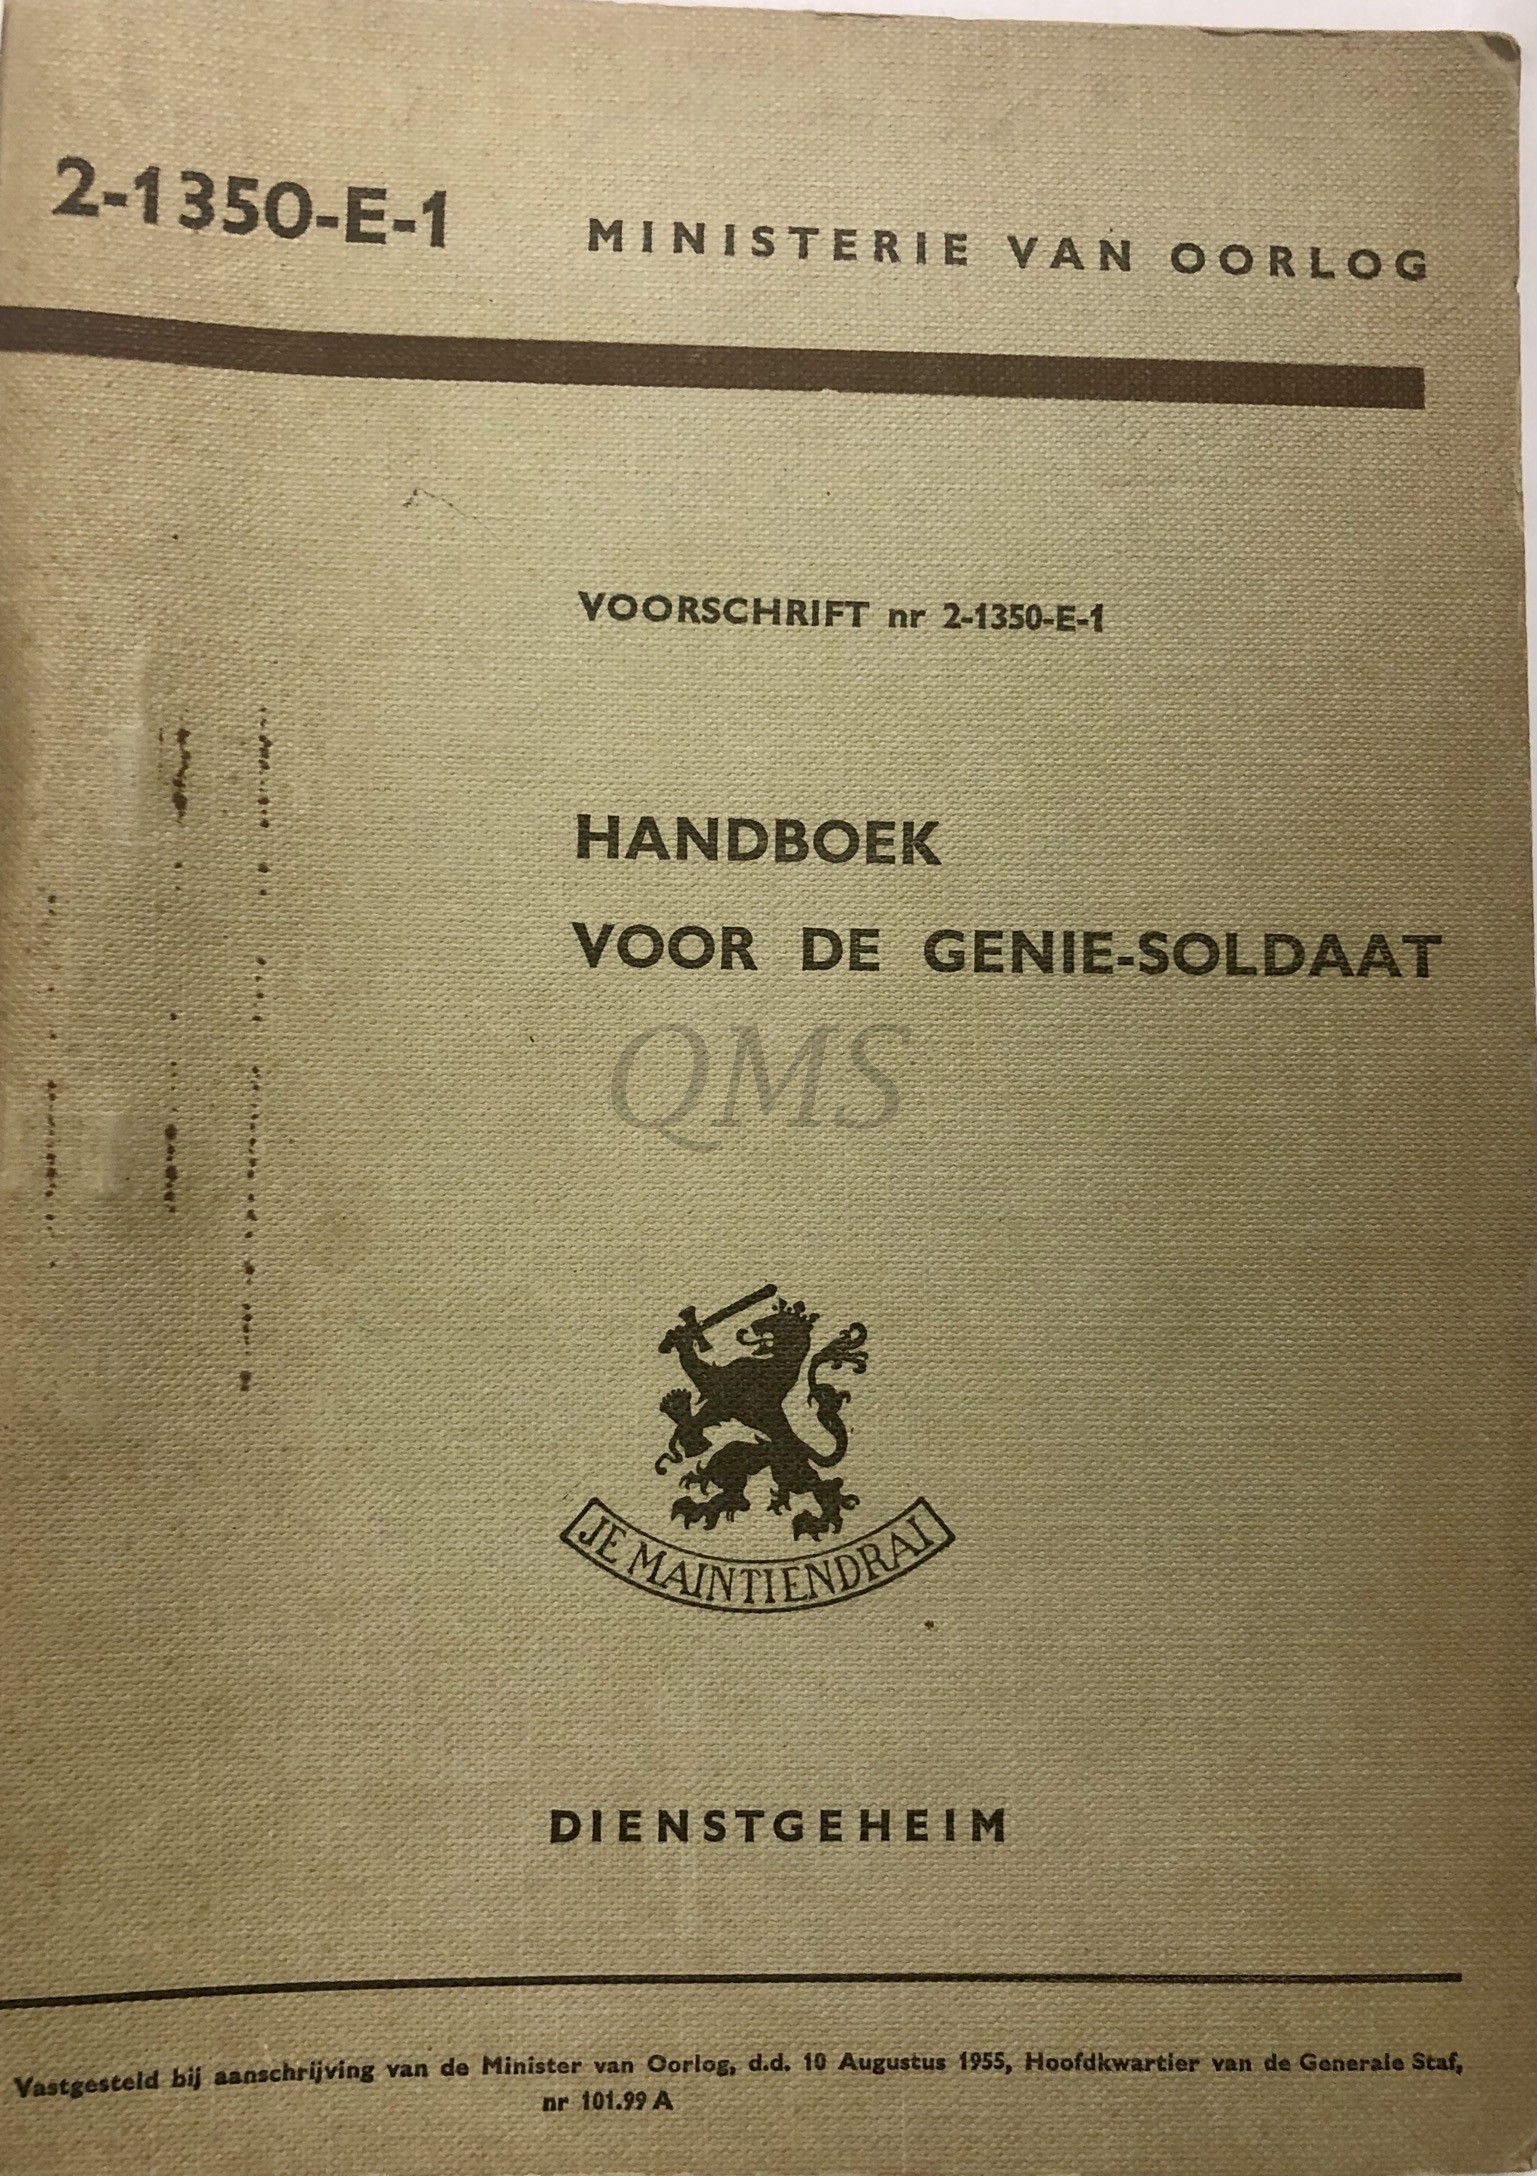 2-1350-E-1 MINISTERIE VAN OORLOG
VOORSCHRIFT nr 2-1350-E-1
HANDBOEK
VOOR DE GENIE-SOLDAAT
QMS
JE MAINTIENDRAI
DIENSTGEHEIM
Vastgesteld bij aanschrijving van de Minister van Oorlog, d.d. 10 Augustus 1955, Hoofdkwartier van de Generale Staf,
nr 101.99 A